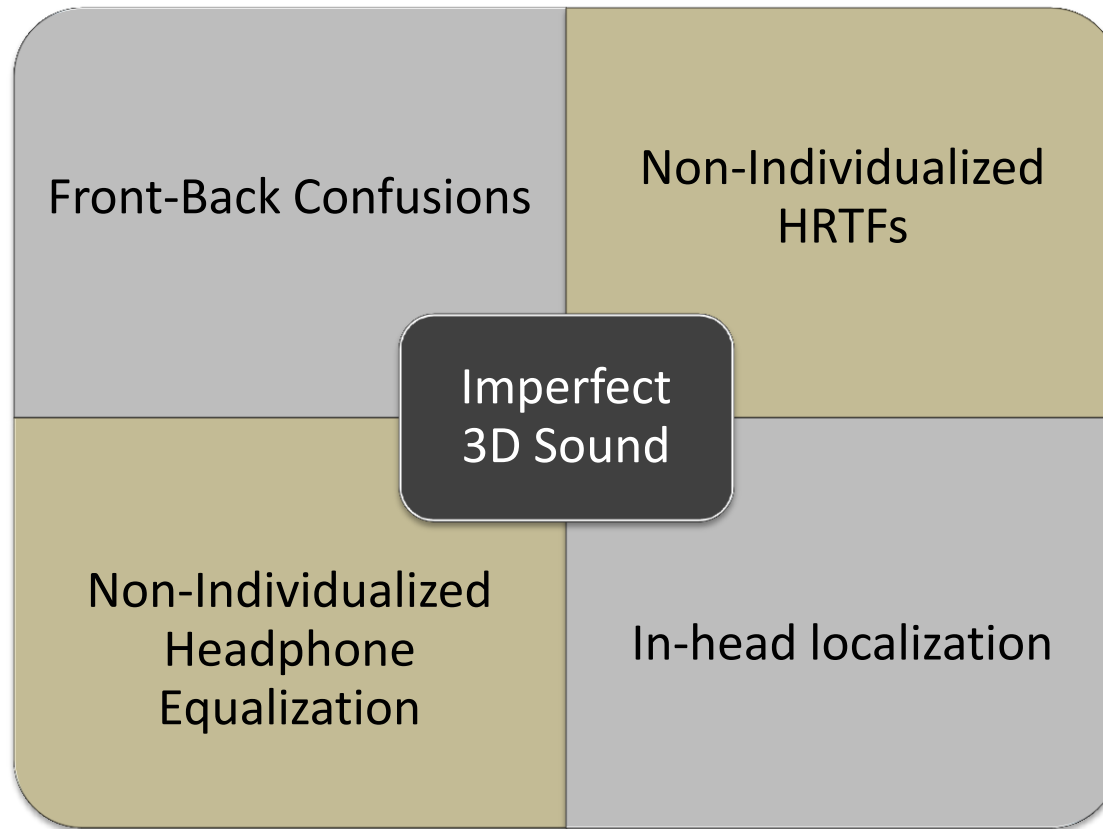 Front-Back Confusions
Non-Individualized
HRTFs
Imperfect
3D Sound
Non-Individualized
Headphone
Equalization
In-head localization